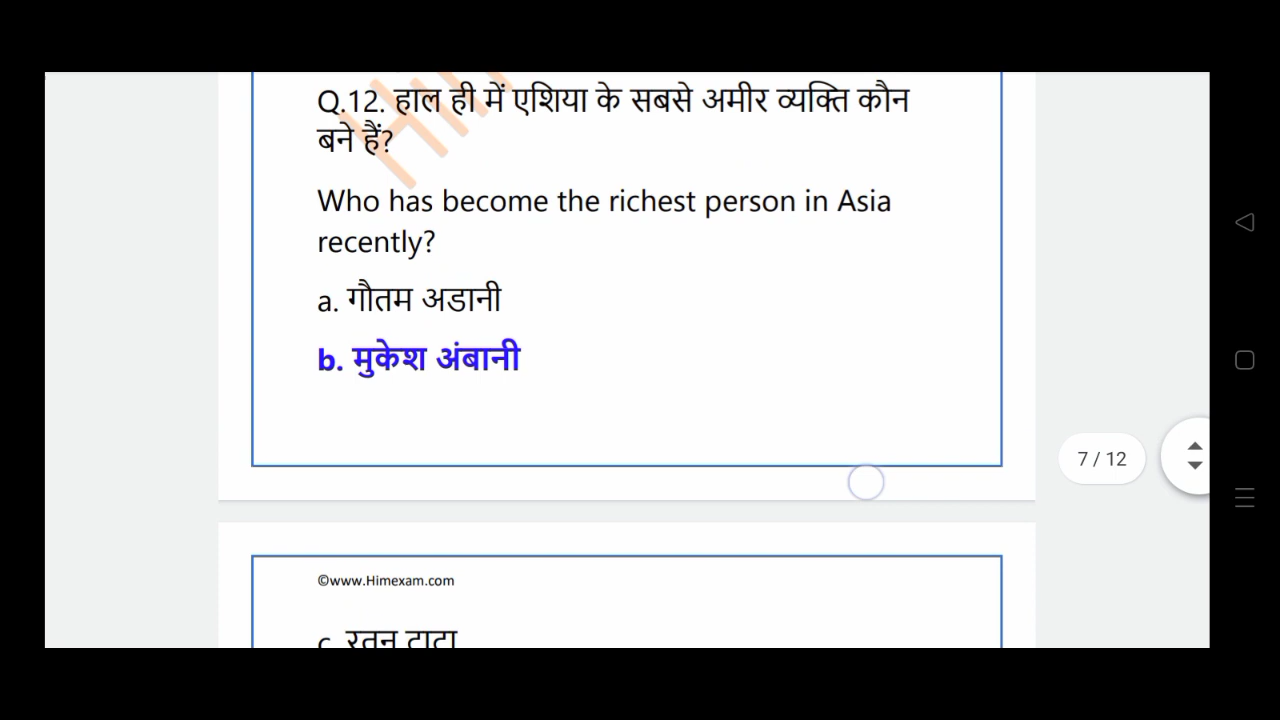 Q.12. हाल ही में एशिया के सबसे अमीर व्यक्ति कौन
बने हैं?
Who has become the richest person in Asia
recently?
a. गौतम अडानी
b. मुकेश अंबानी
7 / 12
©www.Himexam.com
c. रतन टाटा